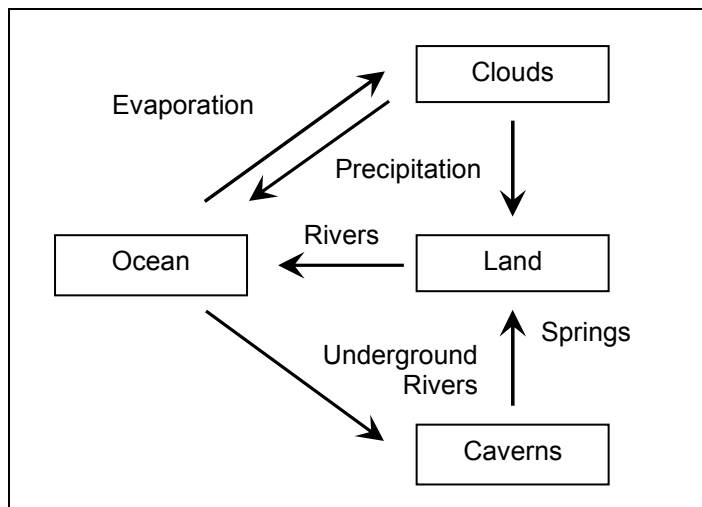 Clouds
Evaporation
Precipitation
Rivers
Ocean
Land
Springs
Underground
Rivers
Caverns